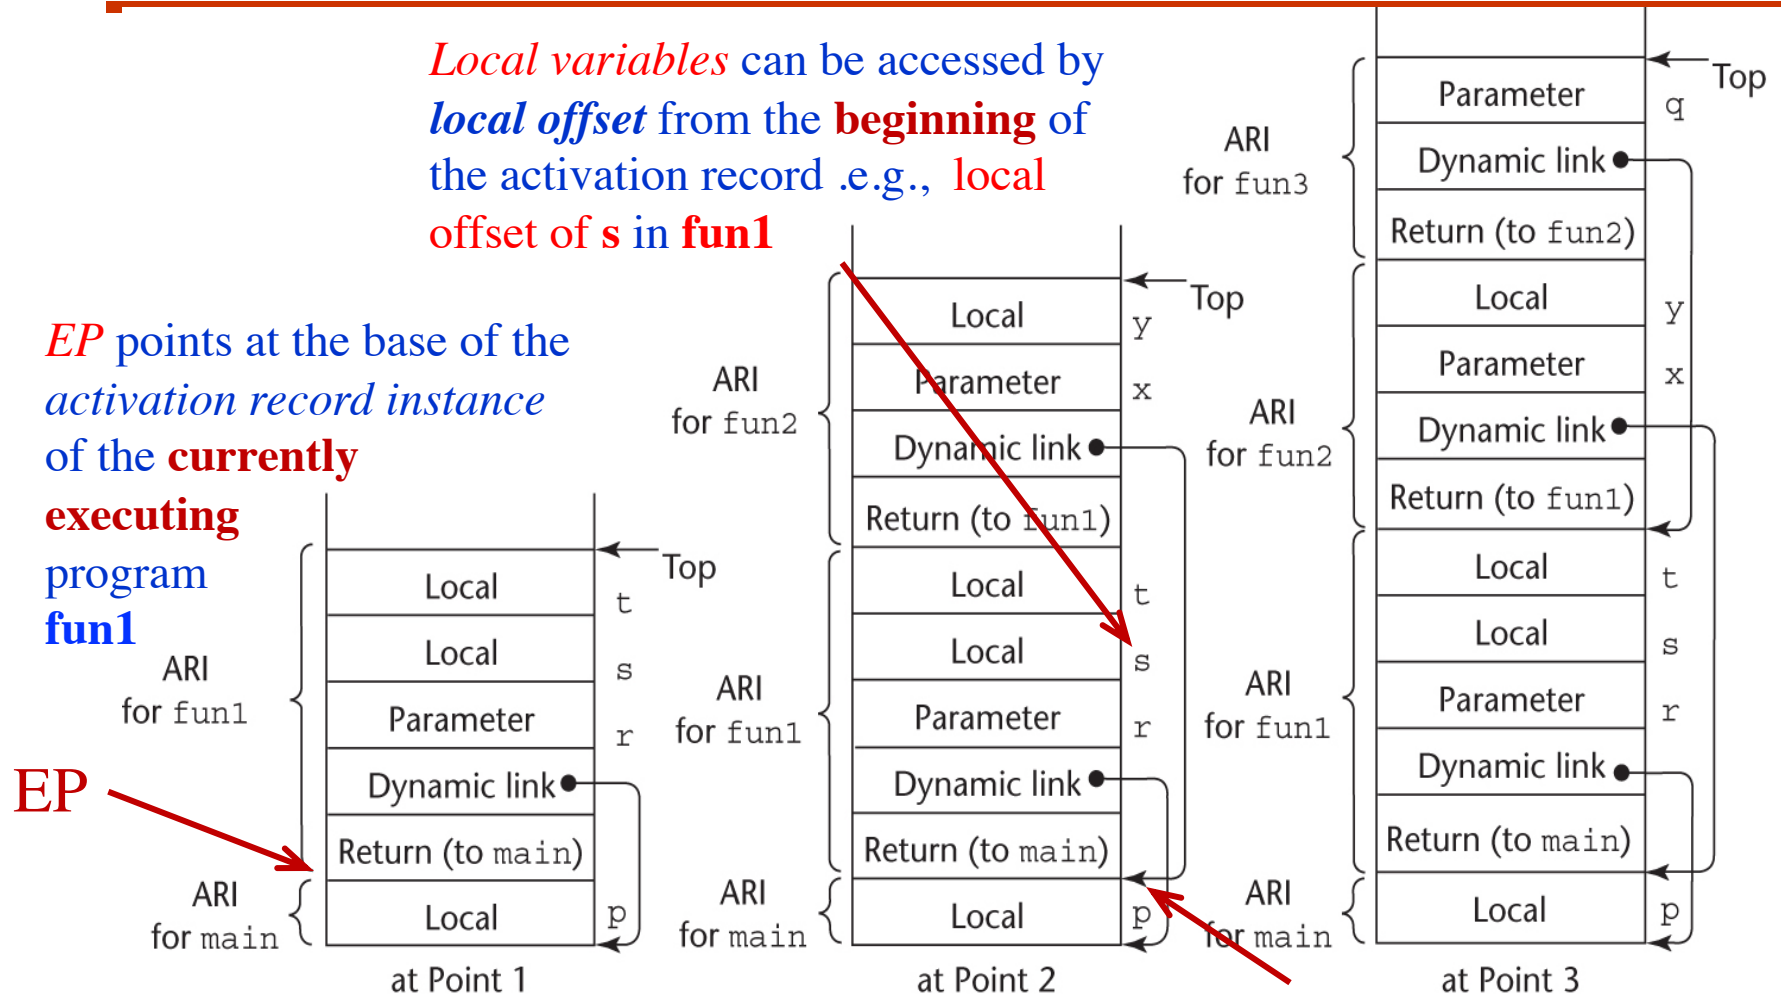 Local variables can be accessed by
local offset from the beginning of
the activation record .e.g., local
offset of s in fun1
EP points at the base of the
activation record instance
of the currently
executing
program
fun1
EP
Top
Local
t
Local
s
ARI
for fun1
Parameter
r
Dynamic link
Return (to main)
ARI
for main
Local
p
at Point 1
Top
Local
y
ARI
for fun2
Parameter
x
Dynamic link
Return (to fun1)
Local
t
Local
s
ARI
for fun1
Parameter
r
Dynamic link
Return (to main)
ARI
for main
Local
p
at Point 2
Top
Parameter
q
ARI
for fun3
Dynamic link
Return (to fun2)
Local
y
Parameter
x
ARI
for fun2
Dynamic link
Return (to fun1)
Local
t
Local
s
ARI
for fun1
Parameter
r
Dynamic link
Return (to main)
ARI
for main
Local
p
at Point 3